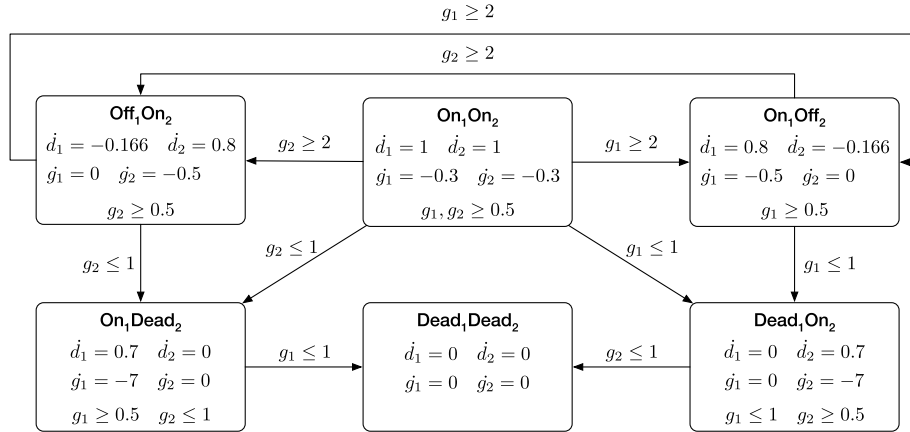 g₁ ≥ 2
g₂ ≥ 2
Off₁On₂
ḋ₁ = −0.166 ḋ₂ = 0.8
ġ₁ = 0 ġ₂ = −0.5
g₂ ≥ 0.5
g₂ ≥ 2
On₁On₂
ḋ₁ = 1 ḋ₂ = 1
ġ₁ = −0.3 ġ₂ = −0.3
g₁, g₂ ≥ 0.5
g₁ ≥ 2
On₁Off₂
ḋ₁ = 0.8 ḋ₂ = −0.166
ġ₁ = −0.5 ġ₂ = 0
g₁ ≥ 0.5
g₂ ≤ 1
g₂ ≤ 1
g₁ ≤ 1
g₁ ≤ 1
On₁Dead₂
ḋ₁ = 0.7 ḋ₂ = 0
ġ₁ = −7 ġ₂ = 0
g₁ ≥ 0.5 g₂ ≤ 1
g₁ ≤ 1
Dead₁Dead₂
ḋ₁ = 0 ḋ₂ = 0
ġ₁ = 0 ġ₂ = 0
g₂ ≤ 1
Dead₁On₂
ḋ₁ = 0 ḋ₂ = 0.7
ġ₁ = 0 ġ₂ = −7
g₁ ≤ 1 g₂ ≥ 0.5